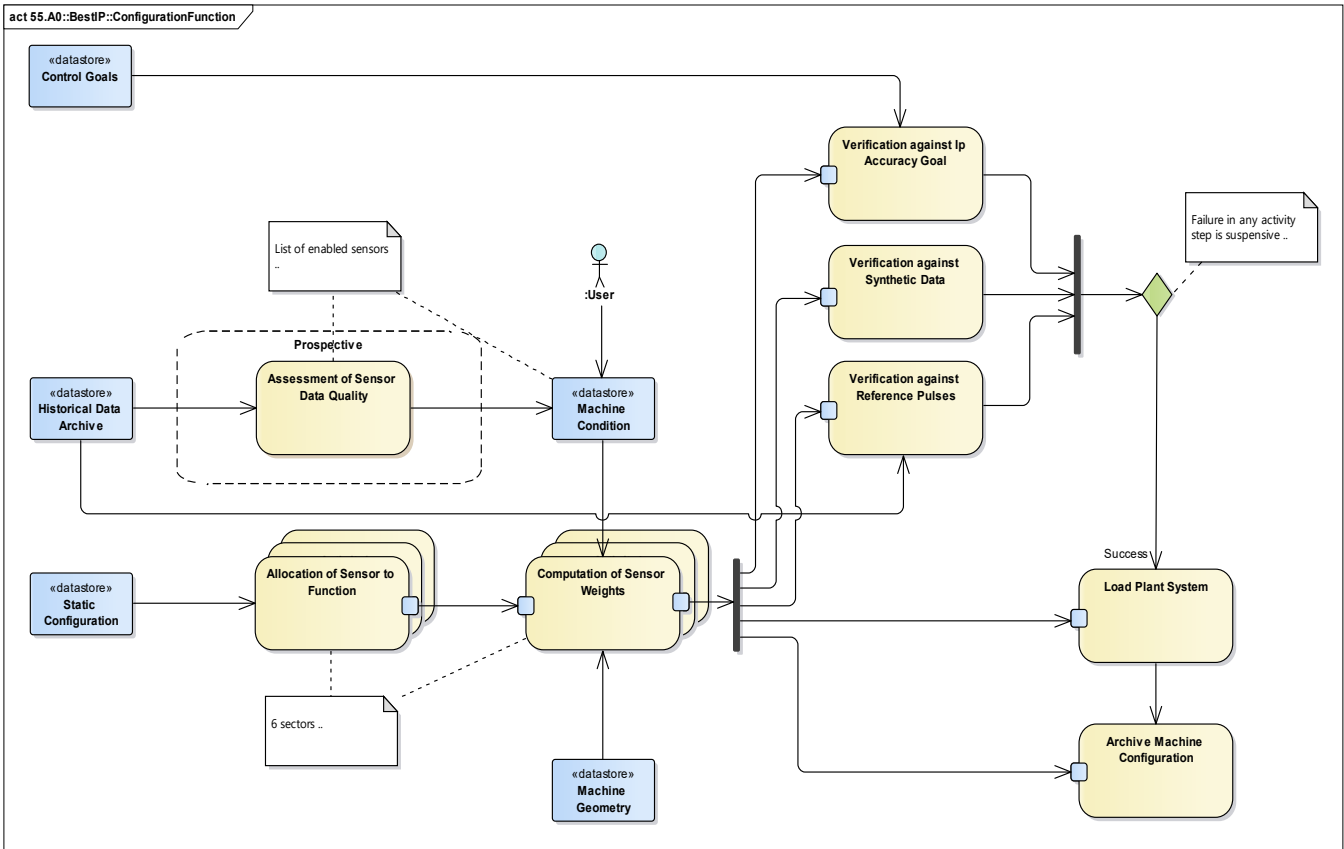 act 55.A0::BestIP::ConfigurationFunction
«datastore»
Control Goals
Verification against Ip
Accuracy Goal
Failure in any activity
step is suspensive ..
List of enabled sensors
..
:User
Verification against
Synthetic Data
Prospective
Assessment of Sensor
Data Quality
«datastore»
Historical Data
Archive
«datastore»
Machine
Condition
Verification against
Reference Pulses
Success
«datastore»
Static
Configuration
Allocation of Sensor to
Function
Computation of Sensor
Weights
Load Plant System
6 sectors ..
«datastore»
Machine
Geometry
Archive Machine
Configuration